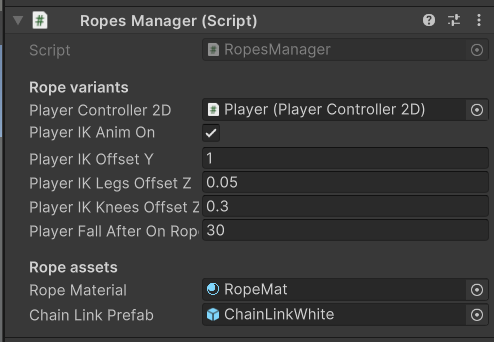 Ropes Manager (Script)
Script RopesManager
Rope variants
Player Controller 2D Player (Player Controller 2D)
Player IK Anim On
Player IK Offset Y 1
Player IK Legs Offset Z 0.05
Player IK Knees Offset Z 0.3
Player Fall After On Rop 30
Rope assets
Rope Material RopeMat
Chain Link Prefab ChainLinkWhite